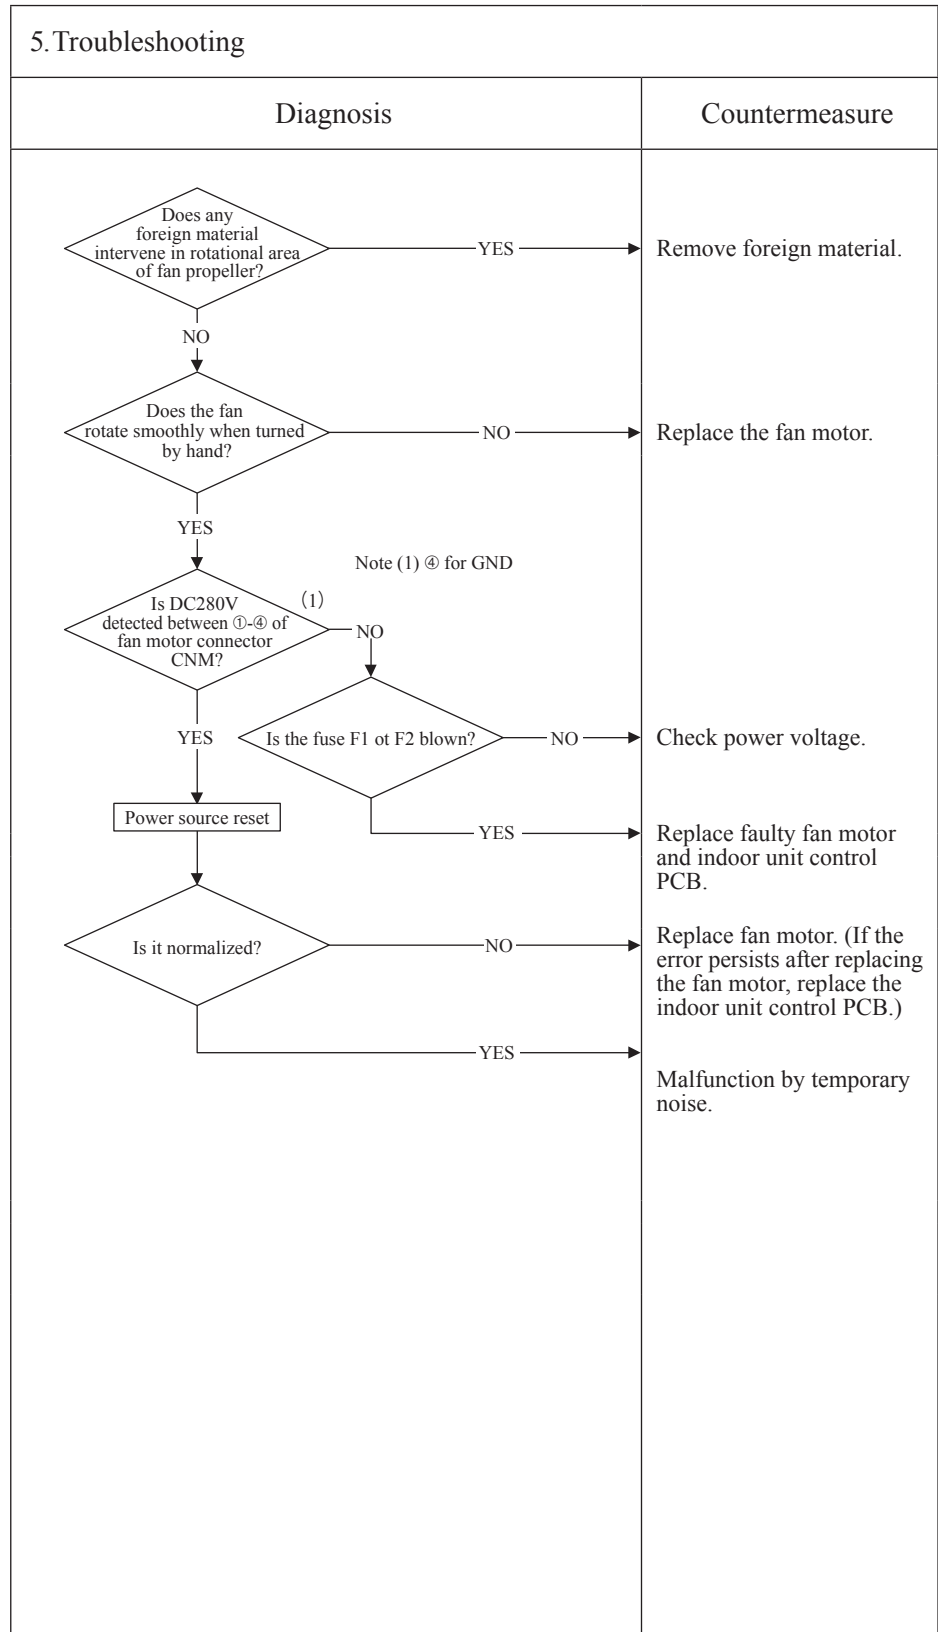 5.Troubleshooting
Diagnosis
Countermeasure
Does any
foreign material
intervene in rotational area
of fan propeller?
YES
Remove foreign material.
NO
Does the fan
rotate smoothly when turned
by hand?
NO
Replace the fan motor.
YES
Note (1) ④ for GND
Is DC280V
(1)
detected between ①-④ of
fan motor connector
CNM?
NO
YES
Is the fuse F1 ot F2 blown?
NO
Check power voltage.
Power source reset
YES
Replace faulty fan motor
and indoor unit control
PCB.
Is it normalized?
NO
Replace fan motor. (If the
error persists after replacing
the fan motor, replace the
indoor unit control PCB.)
YES
Malfunction by temporary
noise.